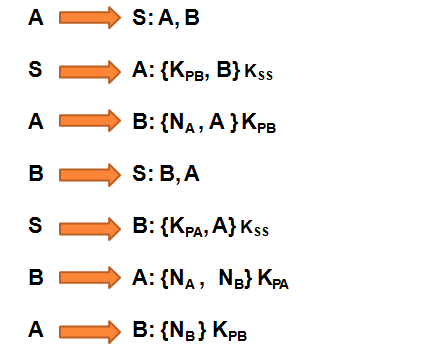 A S: A, B
S A: {KPB, B} KSS
A B: {NA , A } KPB
B S: B, A
S B: {KPA, A} KSS
B A: {NA , NB} KPA
A B: {NB } KPB